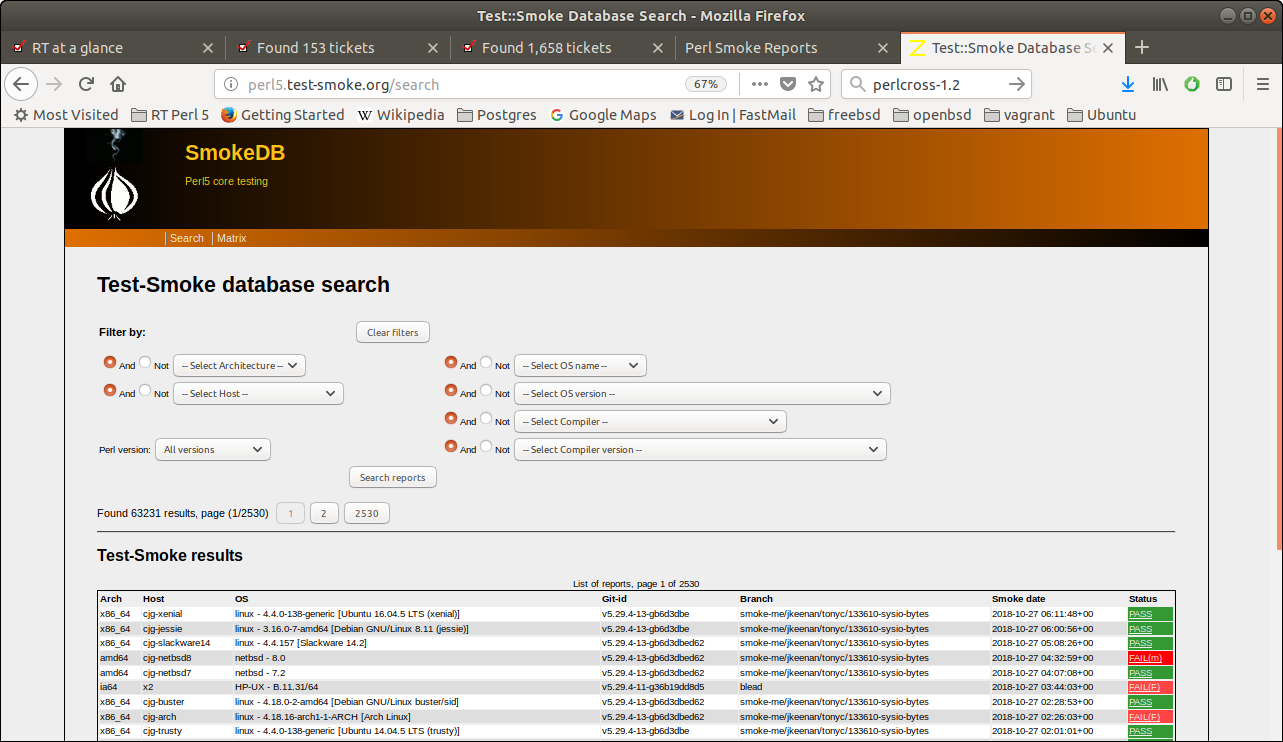 Test::Smoke Database Search - Mozilla Firefox
RT at a glance Found 153 tickets Found 1,658 tickets Perl Smoke Reports Test::Smoke Database Se
perl5.test-smoke.org/search 67% perlcross-1.2
Most Visited RT Perl 5 Getting Started Wikipedia Postgres Google Maps Log In | FastMail freebsd openbsd vagrant Ubuntu
SmokeDB
Perl5 core testing
Search Matrix
Test-Smoke database search
Filter by: Clear filters
And Not -- Select Architecture -- And Not -- Select OS name --
And Not -- Select Host -- And Not -- Select OS version --
And Not -- Select Compiler --
Perl version: All versions And Not -- Select Compiler version --
Search reports
Found 63231 results, page (1/2530) 1 2 2530
Test-Smoke results
List of reports, page 1 of 2530
Arch Host OS Git-id Branch Smoke date Status
x86_64 cjg-xenial linux - 4.4.0-138-generic [Ubuntu 16.04.5 LTS (xenial)] v5.29.4-13-gb6d3dbe smoke-me/jkeenan/tonyc/133610-sysio-bytes 2018-10-27 06:11:48+00 PASS
x86_64 cjg-jessie linux - 3.16.0-7-amd64 [Debian GNU/Linux 8.11 (jessie)] v5.29.4-13-gb6d3dbe smoke-me/jkeenan/tonyc/133610-sysio-bytes 2018-10-27 06:00:56+00 PASS
x86_64 cjg-slackware14 linux - 4.4.157 [Slackware 14.2] v5.29.4-13-gb6d3dbed62 smoke-me/jkeenan/tonyc/133610-sysio-bytes 2018-10-27 05:08:26+00 PASS
amd64 cjg-netbsd8 netbsd - 8.0 v5.29.4-13-gb6d3dbed62 smoke-me/jkeenan/tonyc/133610-sysio-bytes 2018-10-27 04:32:59+00 FAIL(m)
amd64 cjg-netbsd7 netbsd - 7.2 v5.29.4-13-gb6d3dbed62 smoke-me/jkeenan/tonyc/133610-sysio-bytes 2018-10-27 04:07:08+00 PASS
ia64 x2 HP-UX - B.11.31/64 v5.29.4-11-g36b19dd8d5 blead 2018-10-27 03:44:03+00 FAIL(F)
x86_64 cjg-buster linux - 4.18.0-2-amd64 [Debian GNU/Linux buster/sid] v5.29.4-13-gb6d3dbed62 smoke-me/jkeenan/tonyc/133610-sysio-bytes 2018-10-27 02:28:53+00 PASS
x86_64 cjg-arch linux - 4.18.16-arch1-1-ARCH [Arch Linux] v5.29.4-13-gb6d3dbed62 smoke-me/jkeenan/tonyc/133610-sysio-bytes 2018-10-27 02:26:03+00 FAIL(F)
x86_64 cjg-trusty linux - 4.4.0-138-generic [Ubuntu 14.04.5 LTS (trusty)] v5.29.4-13-gb6d3dbed62 smoke-me/jkeenan/tonyc/133610-sysio-bytes 2018-10-27 02:01:01+00 PASS